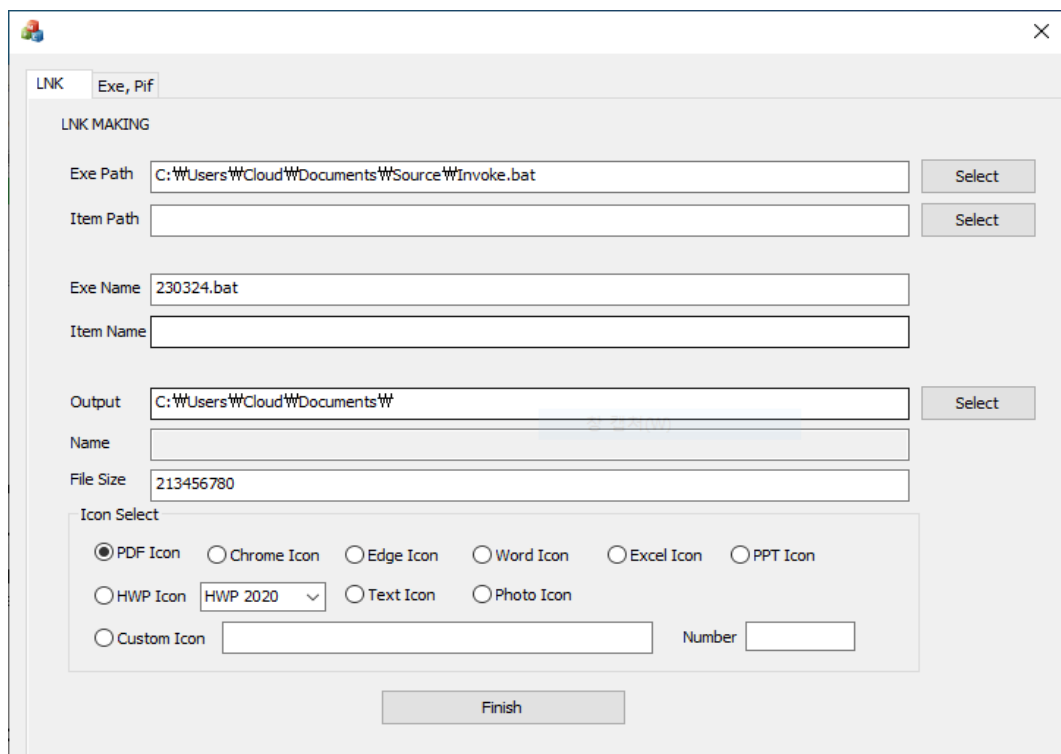 LNK Exe, Pif
LNK MAKING
Exe Path C:₩Users₩Cloud₩Documents₩Source₩Invoke.bat Select
Item Path Select
Exe Name 230324.bat
Item Name
Output C:₩Users₩Cloud₩Documents₩ Select
창 캡처(W)
Name
File Size 213456780
Icon Select
PDF Icon Chrome Icon Edge Icon Word Icon Excel Icon PPT Icon
HWP Icon HWP 2020 Text Icon Photo Icon
Custom Icon Number
Finish